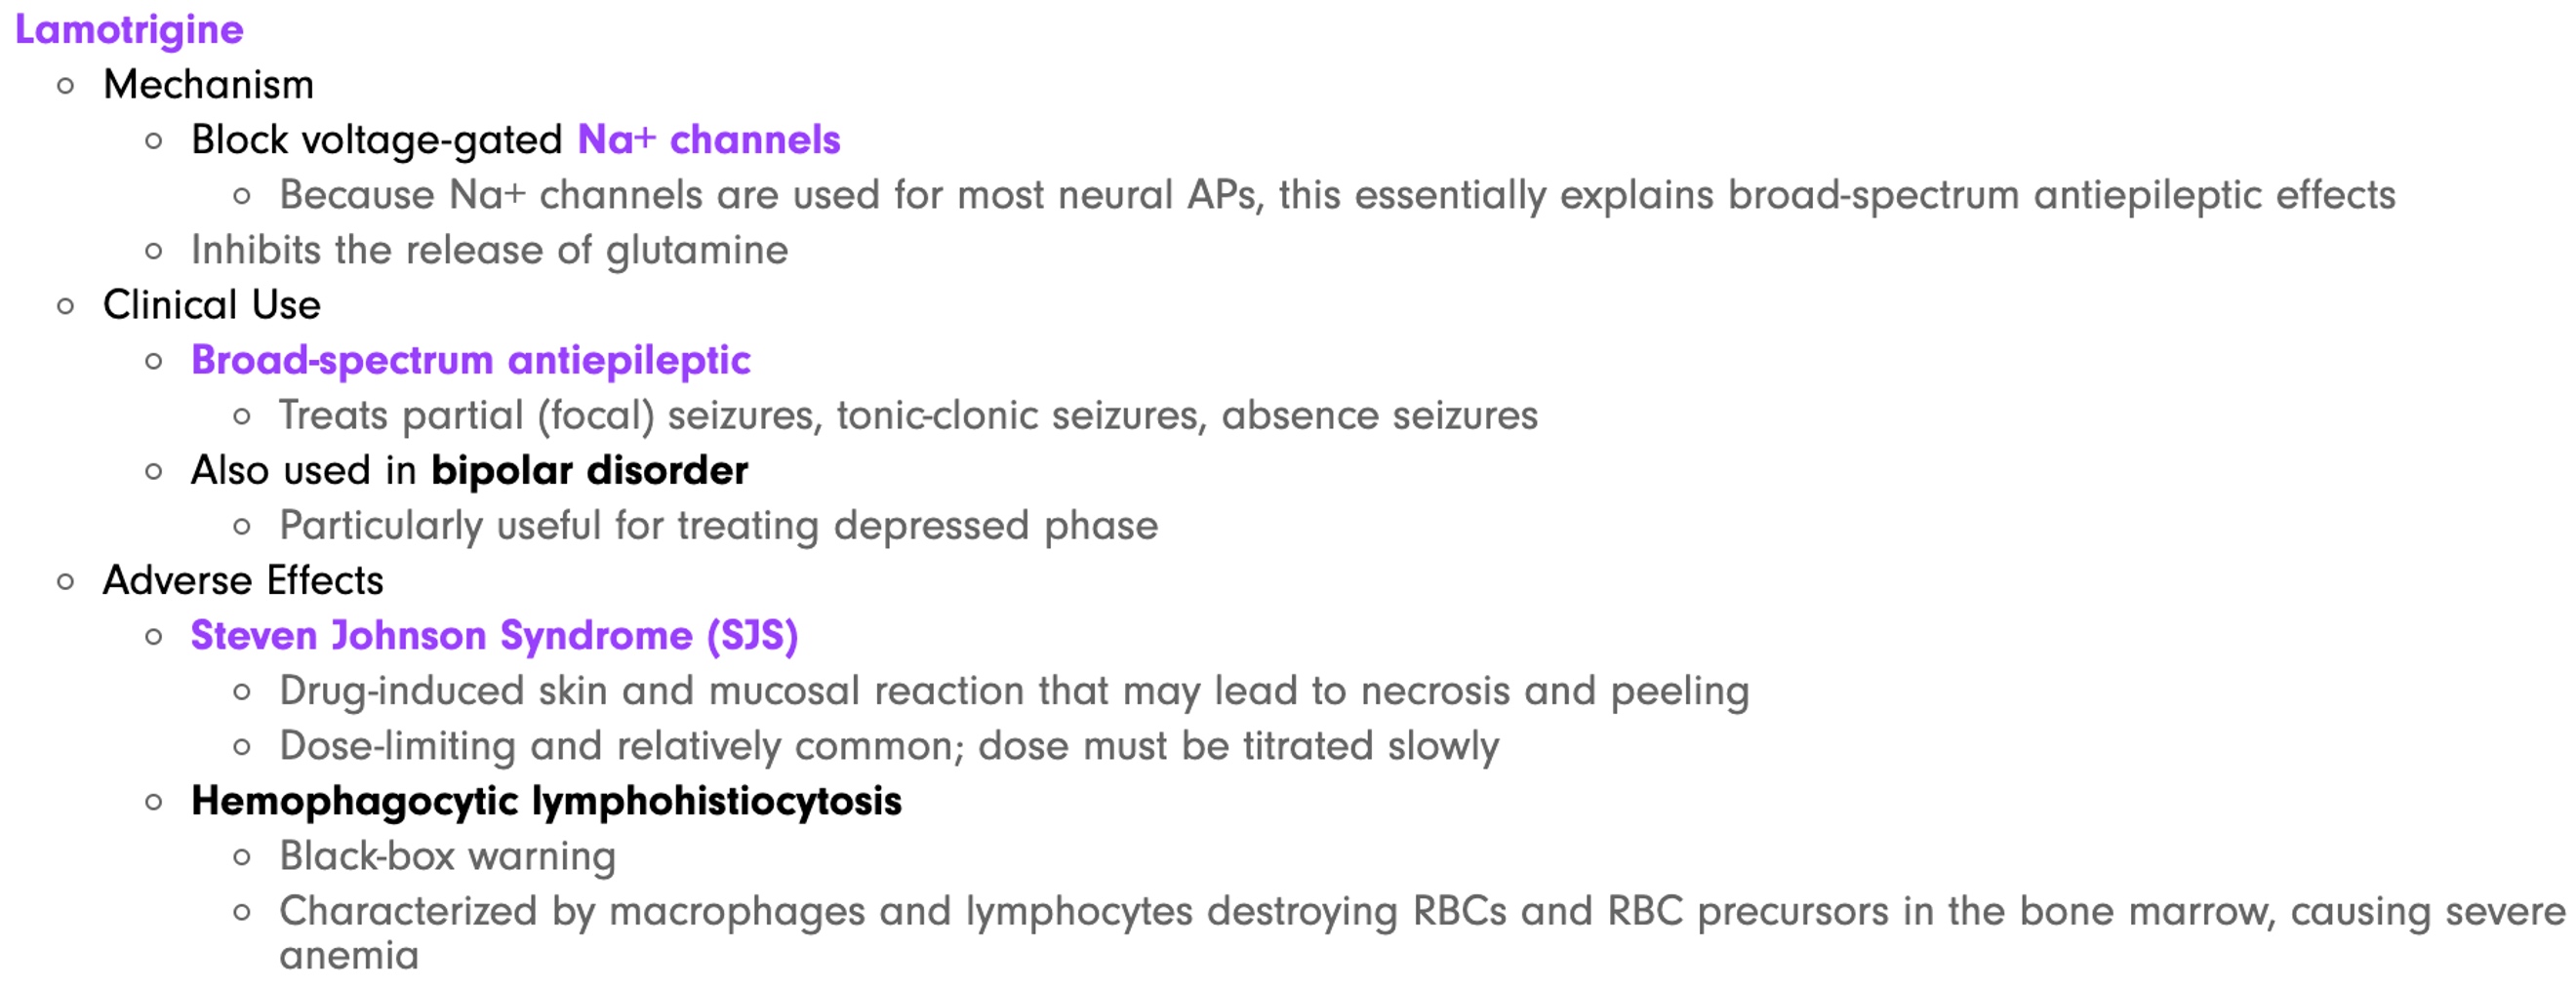 Lamotrigine
Mechanism
Block voltage-gated Na+ channels
Because Na+ channels are used for most neural APs, this essentially explains broad-spectrum antiepileptic effects
Inhibits the release of glutamine
Clinical Use
Broad-spectrum antiepileptic
Treats partial (focal) seizures, tonic-clonic seizures, absence seizures
Also used in bipolar disorder
Particularly useful for treating depressed phase
Adverse Effects
Steven Johnson Syndrome (SJS)
Drug-induced skin and mucosal reaction that may lead to necrosis and peeling
Dose-limiting and relatively common; dose must be titrated slowly
Hemophagocytic lymphohistiocytosis
Black-box warning
Characterized by macrophages and lymphocytes destroying RBCs and RBC precursors in the bone marrow, causing severe
anemia